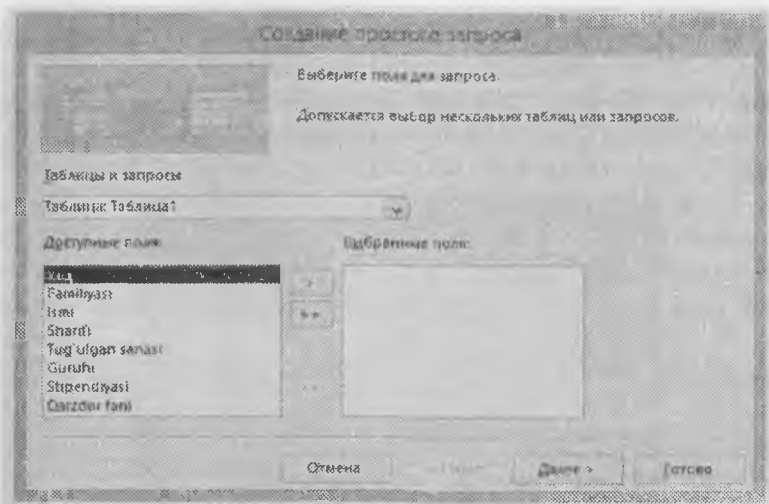 Создание простого запроса
Выберите поля для запроса.
Допускается выбор нескольких таблиц или запросов.
Таблицы и запросы
Таблица: Таблица1
Доступные поля:
Выбранные поля:
>
>>
Familiyasi
Ismi
Sharifi
Tug'ulgan sanasi
Guruhi
Stipendiyasi
Qarzdor fani
Отмена
Далее >
Готово